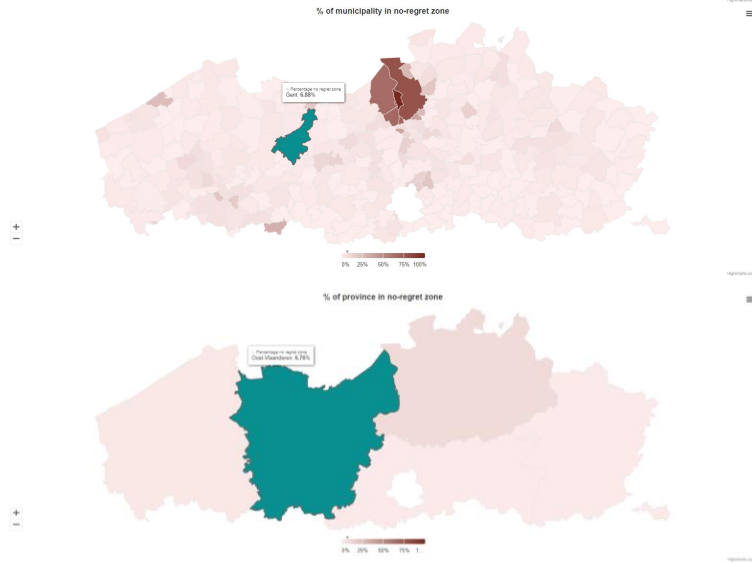 % of municipality in no-regret zone
Percentage no regret zone
Gent: 6.88%
+
−
0% 25% 50% 75% 100%
% of province in no-regret zone
Percentage no regret zone
Oost-Vlaanderen: 6.76%
+
−
0% 25% 50% 75% 1...